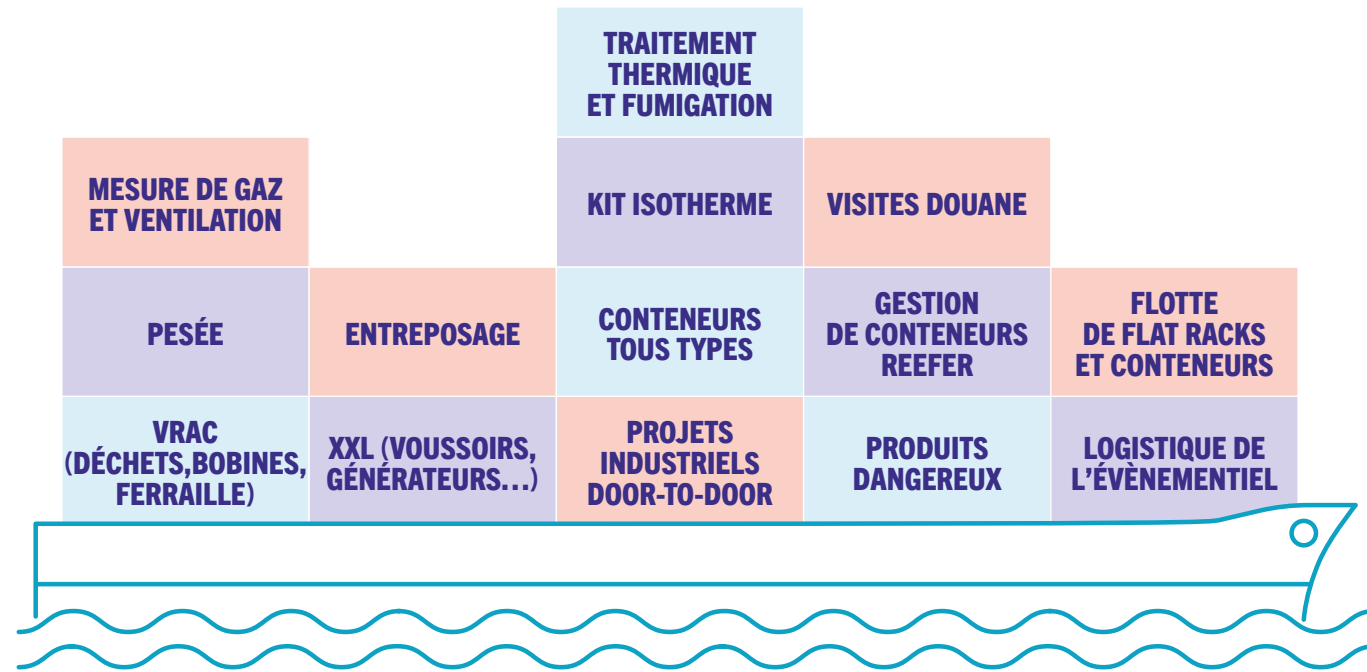 TRAITEMENT
THERMIQUE
ET FUMIGATION
MESURE DE GAZ
ET VENTILATION
KIT ISOTHERME
VISITES DOUANE
PESÉE
ENTREPOSAGE
CONTENEURS
TOUS TYPES
GESTION
DE CONTENEURS
REEFER
FLOTTE
DE FLAT RACKS
ET CONTENEURS
VRAC
(DÉCHETS,BOBINES,
FERRAILLE)
XXL (VOUSSOIRS,
GÉNÉRATEURS...)
PROJETS
INDUSTRIELS
DOOR-TO-DOOR
PRODUITS
DANGEREUX
LOGISTIQUE DE
L'ÉVÈNEMENTIEL